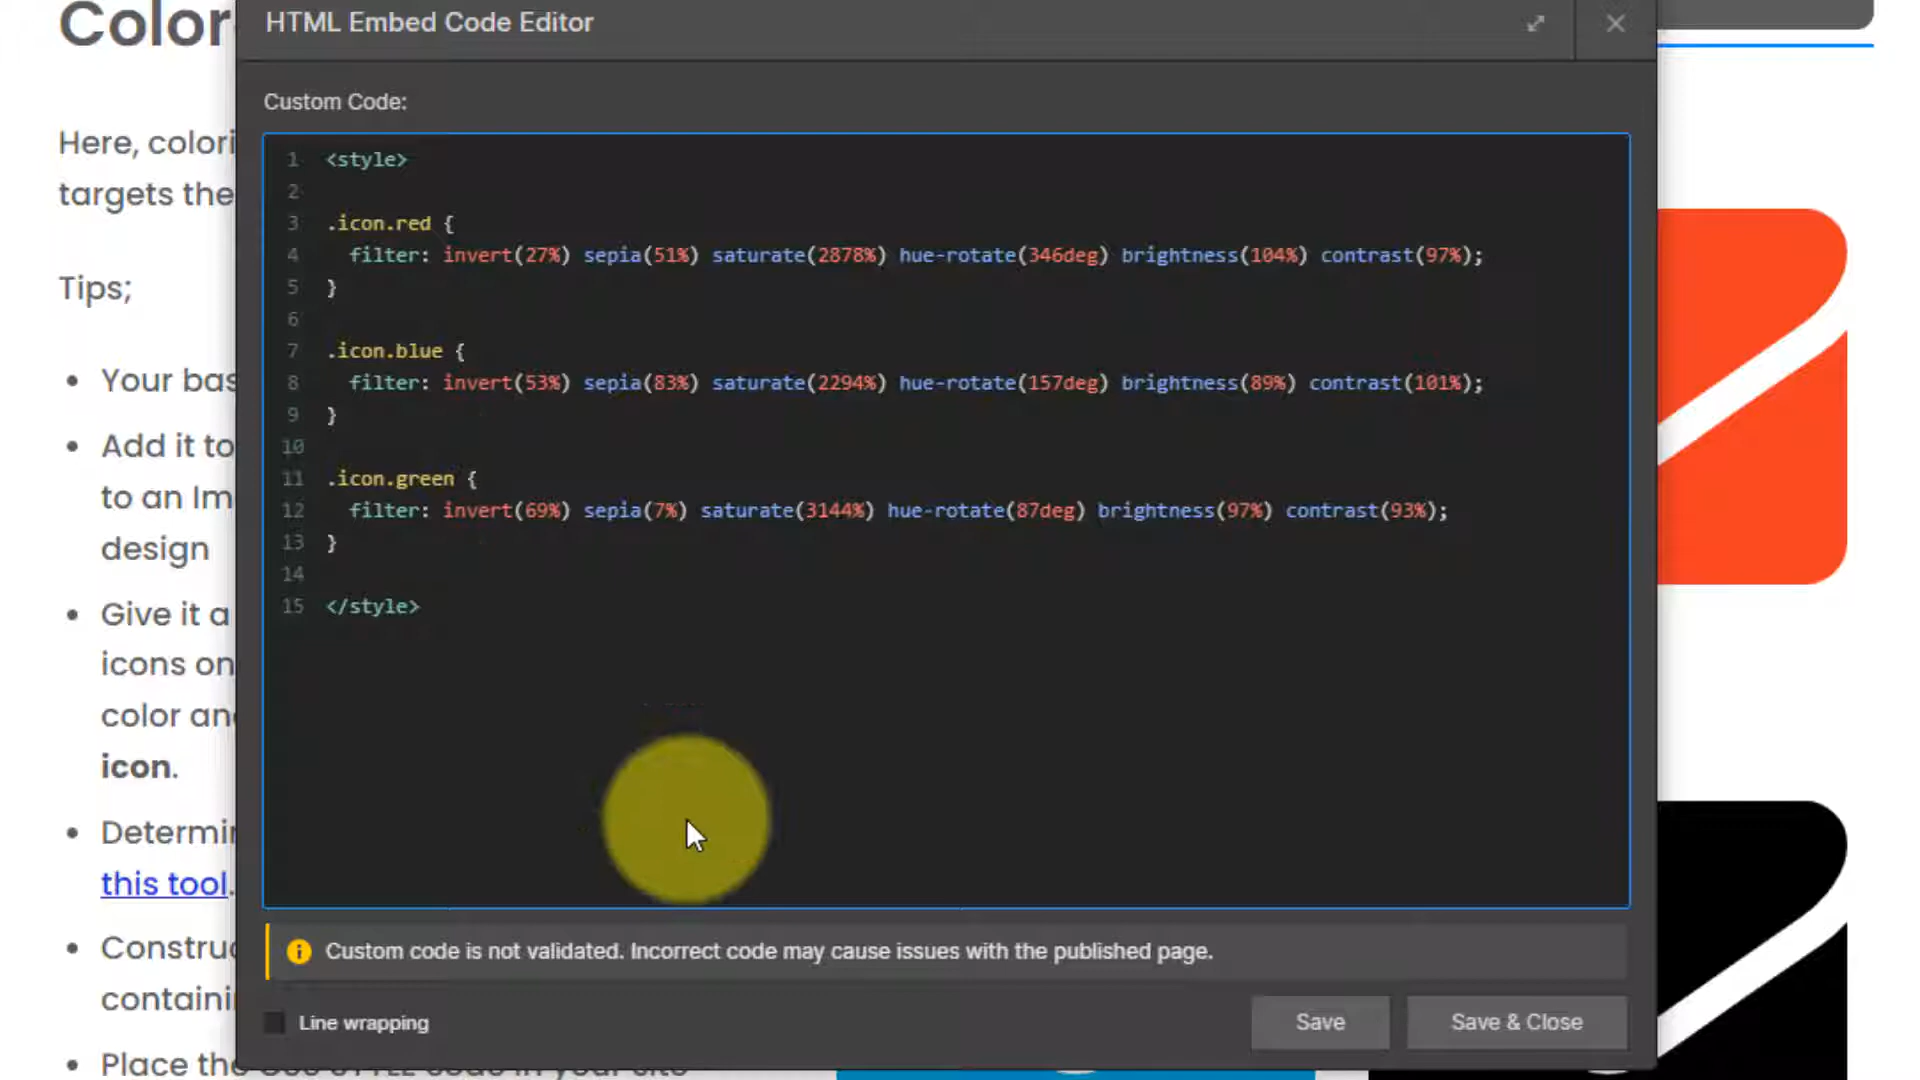 Color
HTML Embed Code Editor
Custom Code:
Here, colori
targets the
Tips;
Your bas
Add it to
to an Im
design
Give it a
icons on
color and
icon.
Determin
this tool.
Construc
containi
Place the
1 <style>
2
3 .icon.red {
4 filter: invert(27%) sepia(51%) saturate(2878%) hue-rotate(346deg) brightness(104%) contrast(97%);
5 }
6
7 .icon.blue {
8 filter: invert(53%) sepia(83%) saturate(2294%) hue-rotate(157deg) brightness(89%) contrast(101%);
9 }
10
11 .icon.green {
12 filter: invert(69%) sepia(7%) saturate(3144%) hue-rotate(87deg) brightness(97%) contrast(93%);
13 }
14
15 </style>
Custom code is not validated. Incorrect code may cause issues with the published page.
Line wrapping
Save
Save & Close